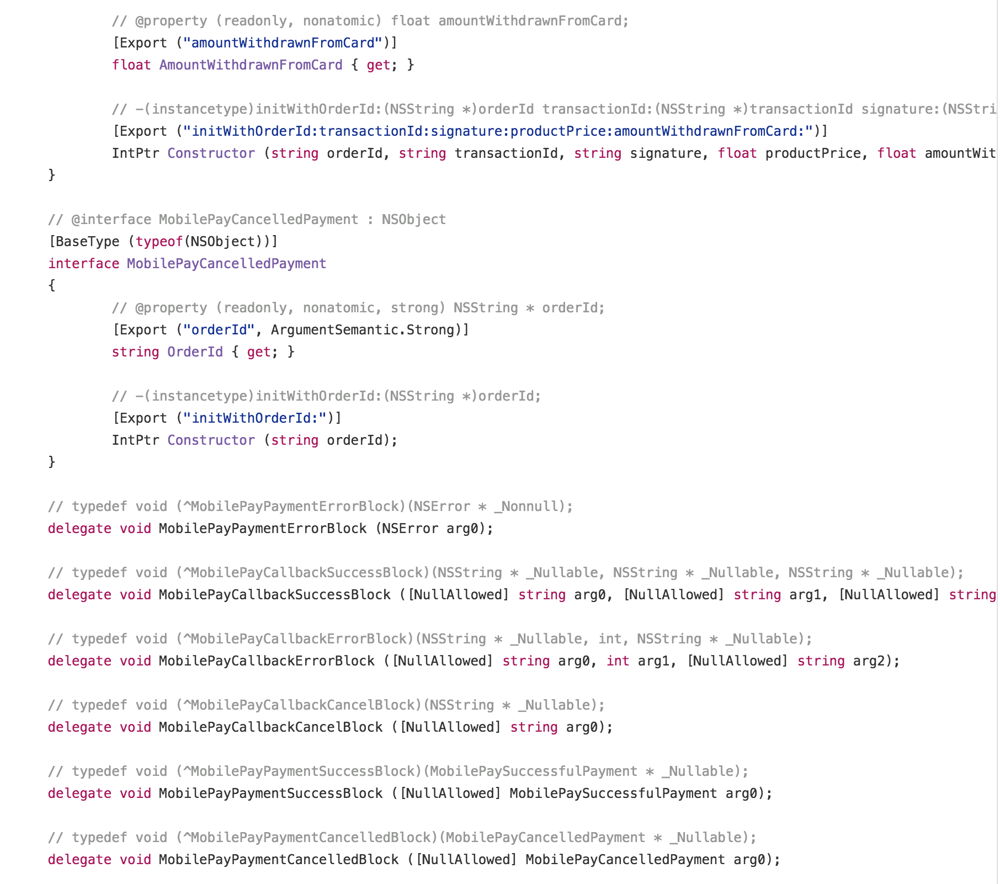 // @property (readonly, nonatomic) float amountWithdrawnFromCard;
[Export ("amountWithdrawnFromCard")]
float AmountWithdrawnFromCard { get; }
// -(instancetype)initWithOrderId:(NSString *)orderId transactionId:(NSString *)transactionId signature:(NSStri
[Export ("initWithOrderId:transactionId:signature:productPrice:amountWithdrawnFromCard:")]
IntPtr Constructor (string orderId, string transactionId, string signature, float productPrice, float amountWit
}
// @interface MobilePayCancelledPayment : NSObject
[BaseType (typeof(NSObject))]
interface MobilePayCancelledPayment
{
// @property (readonly, nonatomic, strong) NSString * orderId;
[Export ("orderId", ArgumentSemantic.Strong)]
string OrderId { get; }
// -(instancetype)initWithOrderId:(NSString *)orderId;
[Export ("initWithOrderId:")]
IntPtr Constructor (string orderId);
}
// typedef void (^MobilePayPaymentErrorBlock)(NSError * _Nonnull);
delegate void MobilePayPaymentErrorBlock (NSError arg0);
// typedef void (^MobilePayCallbackSuccessBlock)(NSString * _Nullable, NSString * _Nullable, NSString * _Nullable);
delegate void MobilePayCallbackSuccessBlock ([NullAllowed] string arg0, [NullAllowed] string arg1, [NullAllowed] string
// typedef void (^MobilePayCallbackErrorBlock)(NSString * _Nullable, int, NSString * _Nullable);
delegate void MobilePayCallbackErrorBlock ([NullAllowed] string arg0, int arg1, [NullAllowed] string arg2);
// typedef void (^MobilePayCallbackCancelBlock)(NSString * _Nullable);
delegate void MobilePayCallbackCancelBlock ([NullAllowed] string arg0);
// typedef void (^MobilePayPaymentSuccessBlock)(MobilePaySuccessfulPayment * _Nullable);
delegate void MobilePayPaymentSuccessBlock ([NullAllowed] MobilePaySuccessfulPayment arg0);
// typedef void (^MobilePayPaymentCancelledBlock)(MobilePayCancelledPayment * _Nullable);
delegate void MobilePayPaymentCancelledBlock ([NullAllowed] MobilePayCancelledPayment arg0);